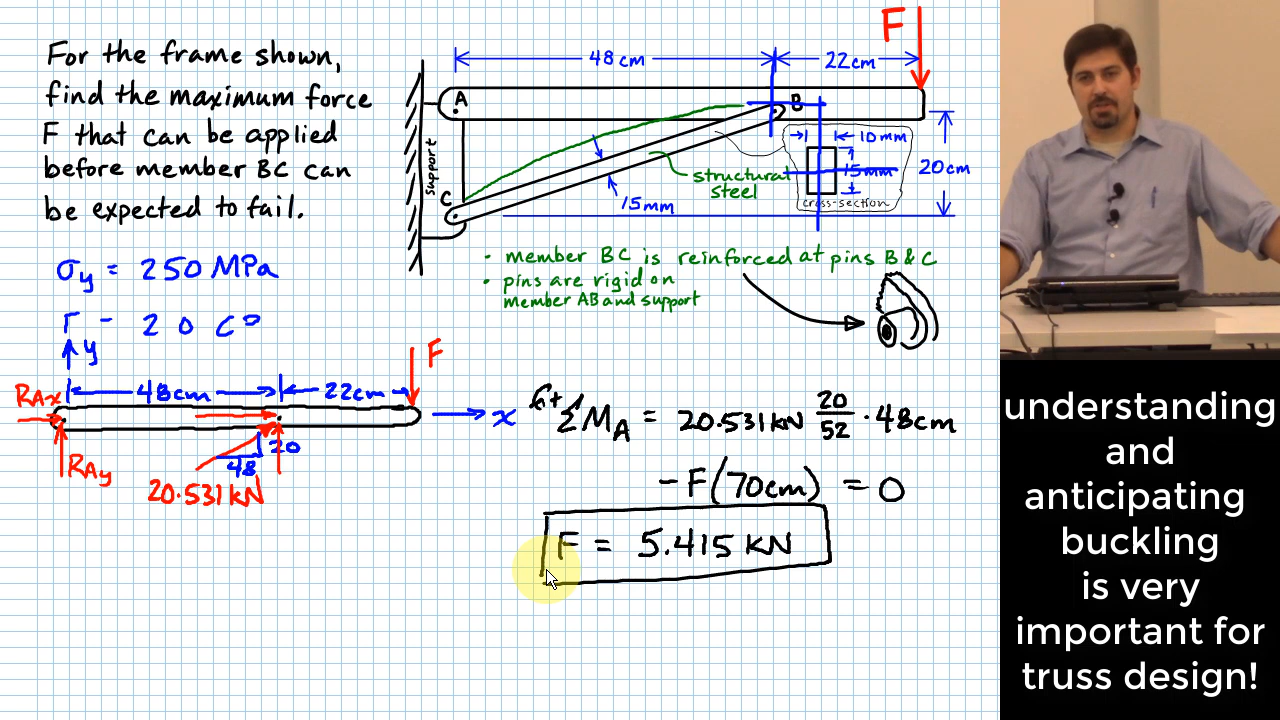 For the frame shown,
find the maximum force
F that can be applied
before member BC can
be expected to fail.
F
48cm
22cm
A
B
Support
C
10mm
15mm
cross-section
20cm
structural
steel
15mm
• member BC is reinforced at pins B & C
• pins are rigid on
member AB and support
σy = 250 MPa
y
F
48cm
22cm
RAx
x
RAy
20
48
20.531 kN
+ΣMA = 20.531 kN 20/52 · 48cm
-F(70cm) = 0
F = 5.415 KN
understanding
and
anticipating
buckling
is very
important for
truss design!